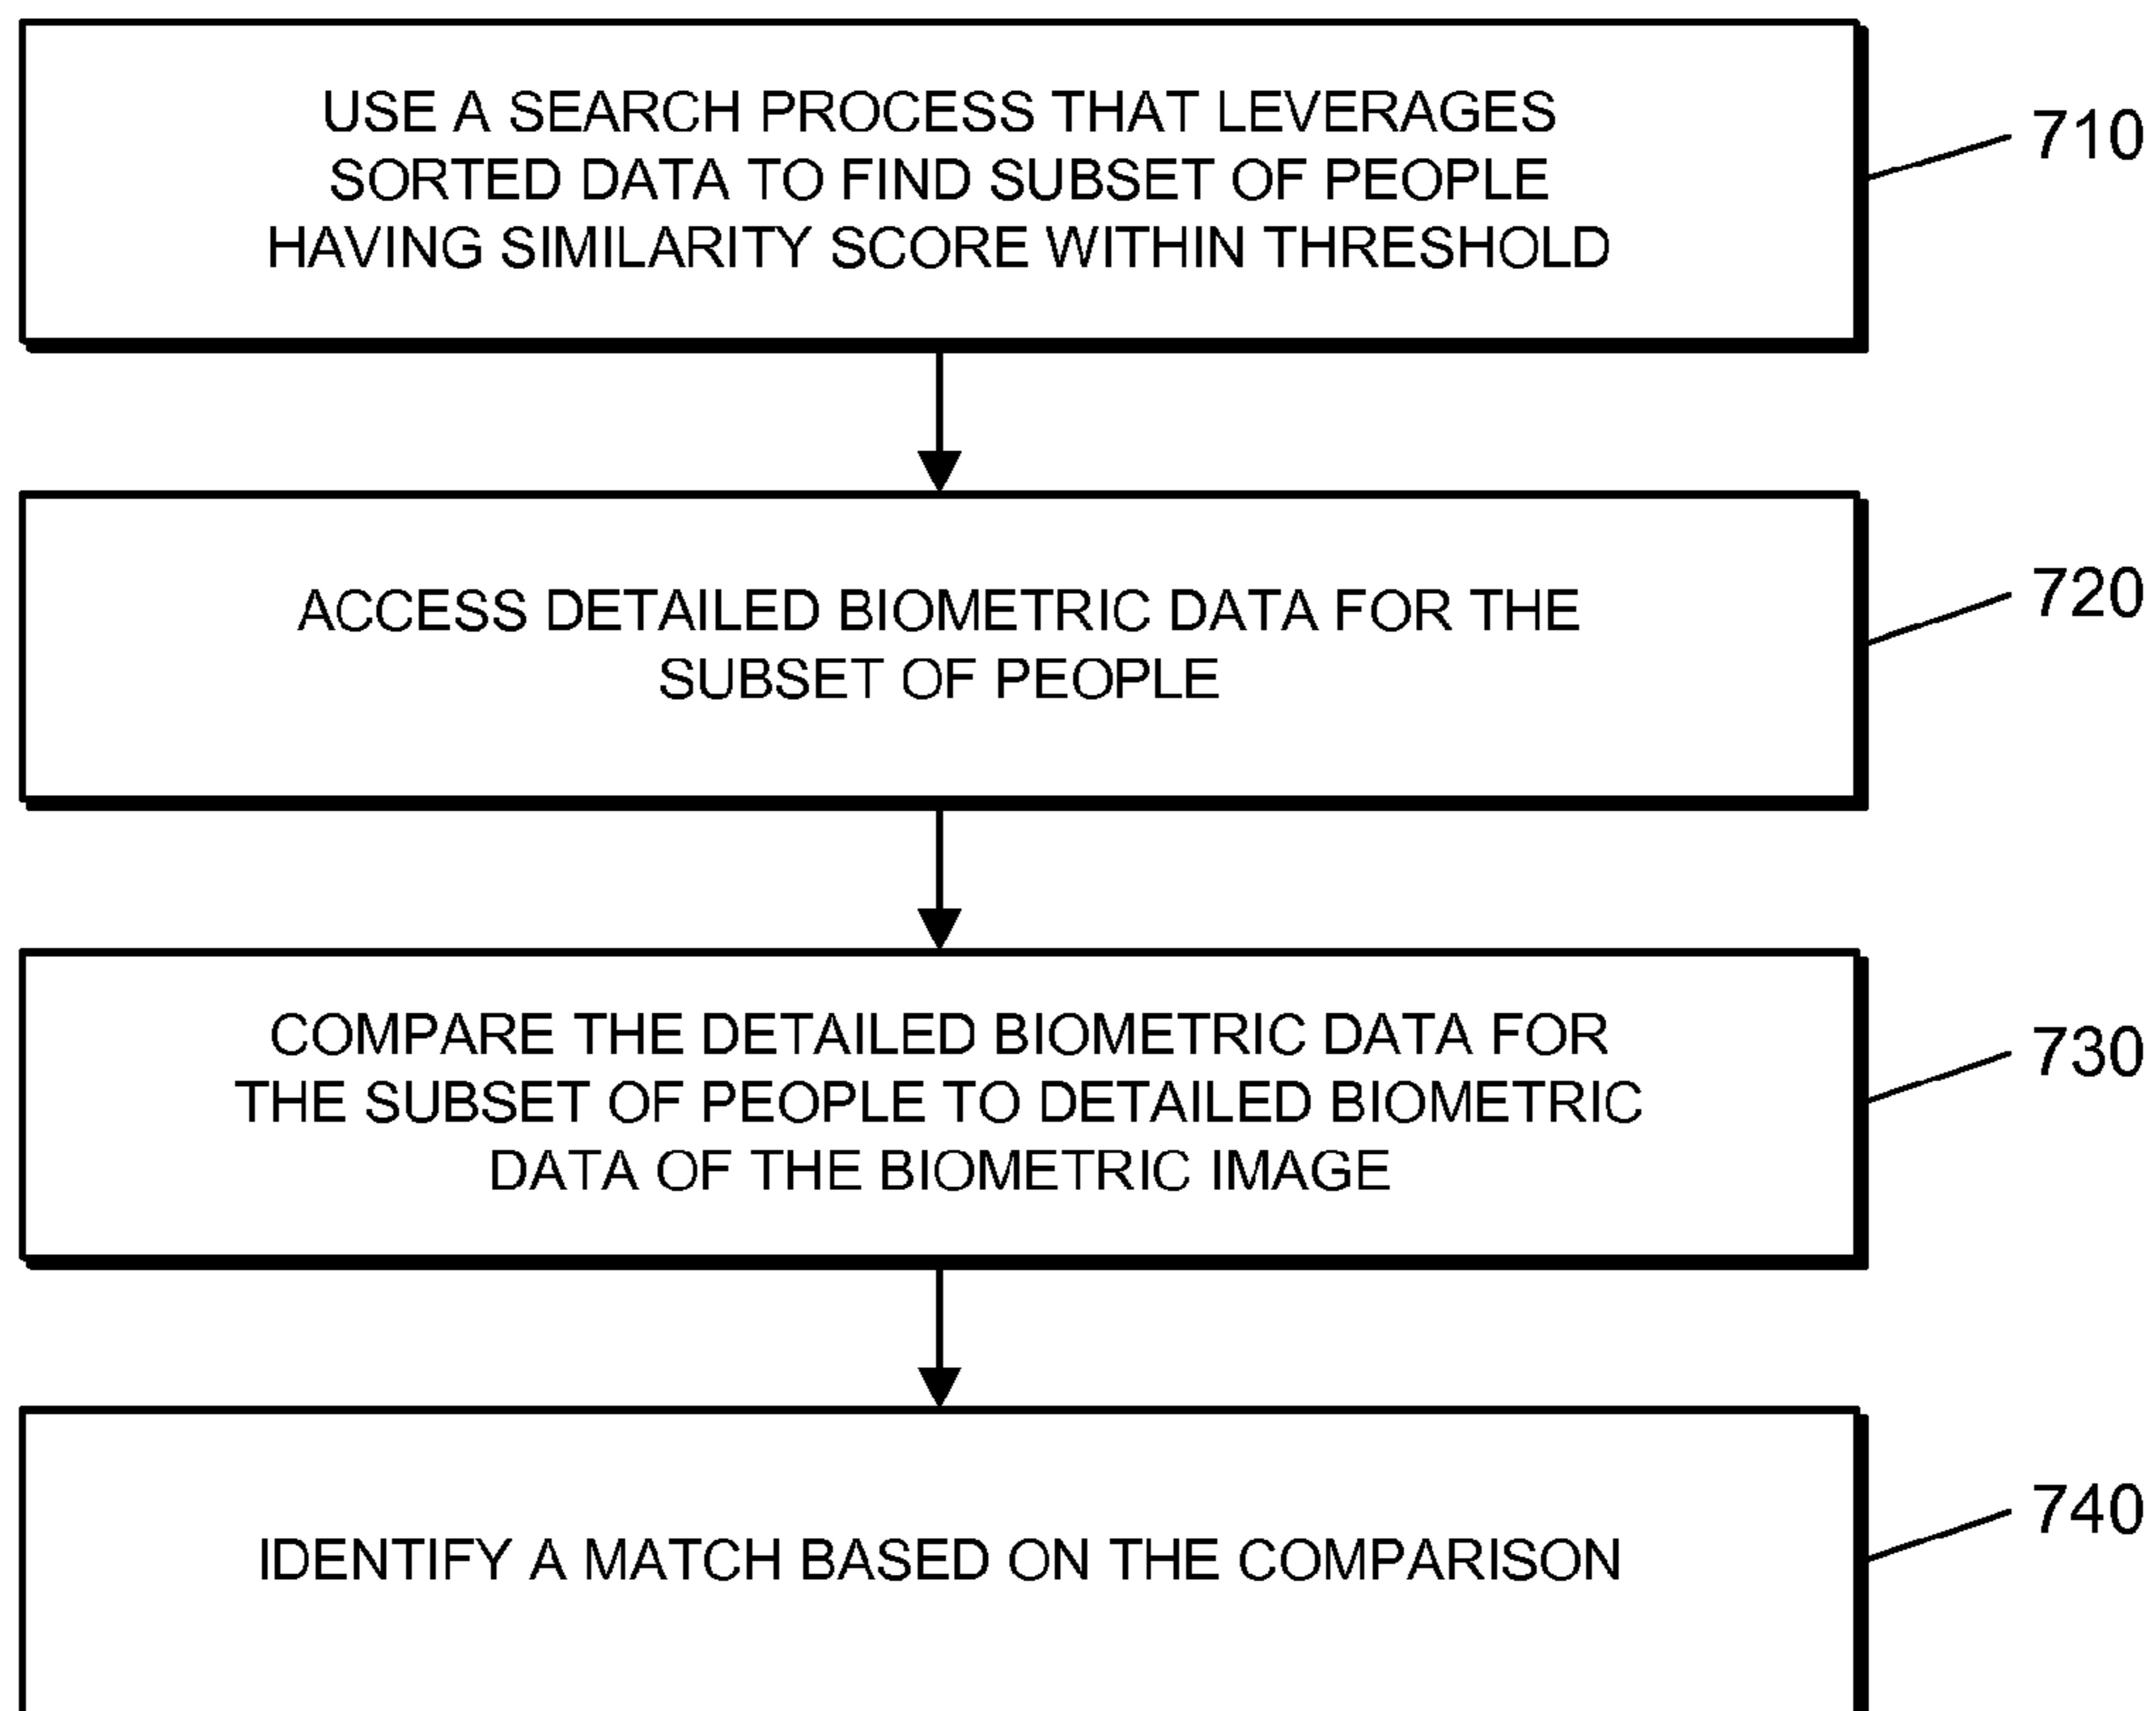 USE A SEARCH PROCESS THAT LEVERAGES
SORTED DATA TO FIND SUBSET OF PEOPLE
HAVING SIMILARITY SCORE WITHIN THRESHOLD
710
ACCESS DETAILED BIOMETRIC DATA FOR THE
SUBSET OF PEOPLE
720
COMPARE THE DETAILED BIOMETRIC DATA FOR
THE SUBSET OF PEOPLE TO DETAILED BIOMETRIC
DATA OF THE BIOMETRIC IMAGE
730
IDENTIFY A MATCH BASED ON THE COMPARISON
740